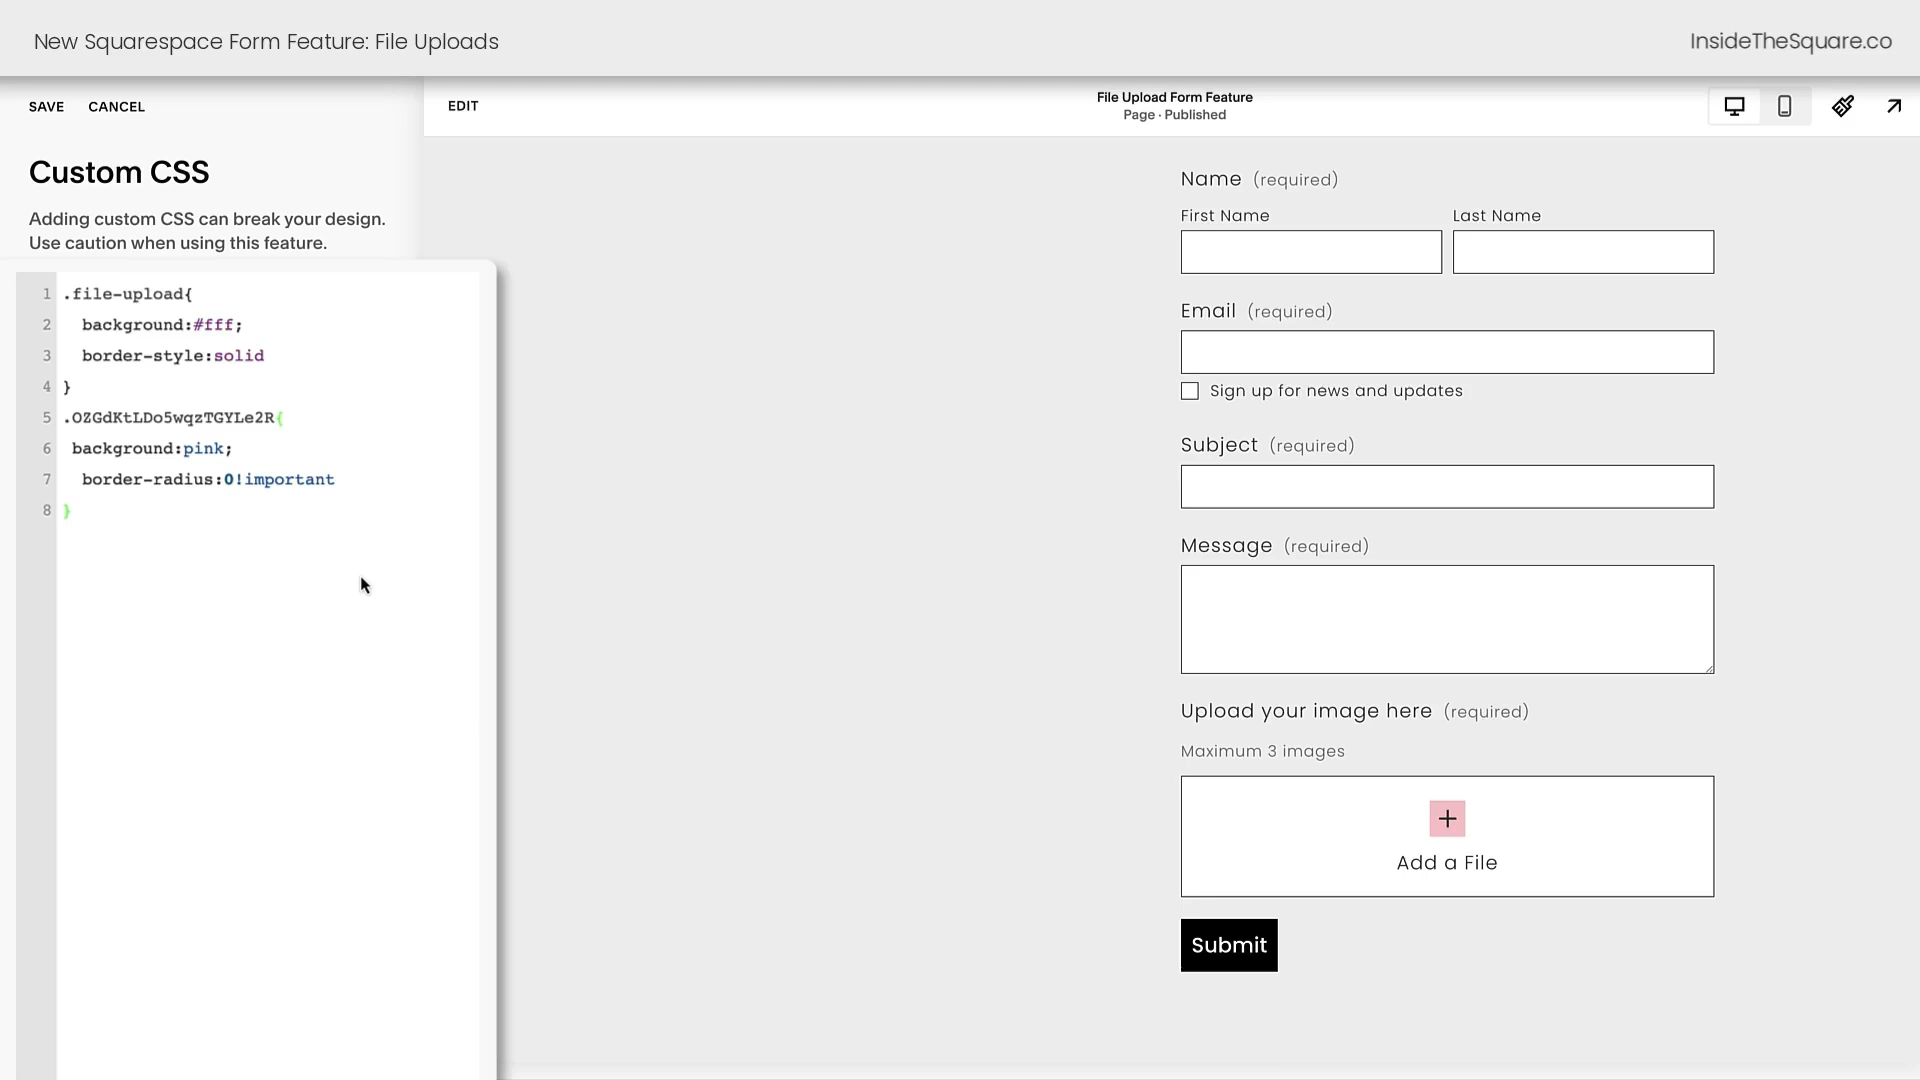 New Squarespace Form Feature: File Uploads
InsideTheSquare.co
SAVE CANCEL
EDIT
File Upload Form Feature
Page · Published
Custom CSS
Adding custom CSS can break your design.
Use caution when using this feature.
1 .file-upload{
2 background:#fff;
3 border-style:solid
4 }
5 .OZGdKtLDo5wqzTGYLe2R{
6 background:pink;
7 border-radius:0!important
8 }
Name (required)
First Name Last Name
Email (required)
Sign up for news and updates
Subject (required)
Message (required)
Upload your image here (required)
Maximum 3 images
Add a File
Submit